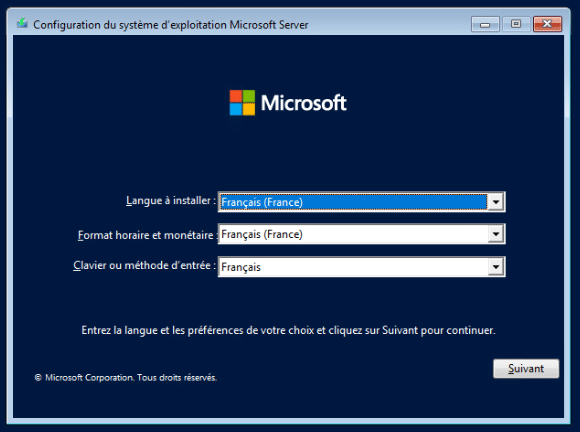 Configuration du système d'exploitation Microsoft Server
Microsoft
Langue à installer : Français (France)
Format horaire et monétaire : Français (France)
Clavier ou méthode d'entrée : Français
Entrez la langue et les préférences de votre choix et cliquez sur Suivant pour continuer.
Suivant
© Microsoft Corporation. Tous droits réservés.